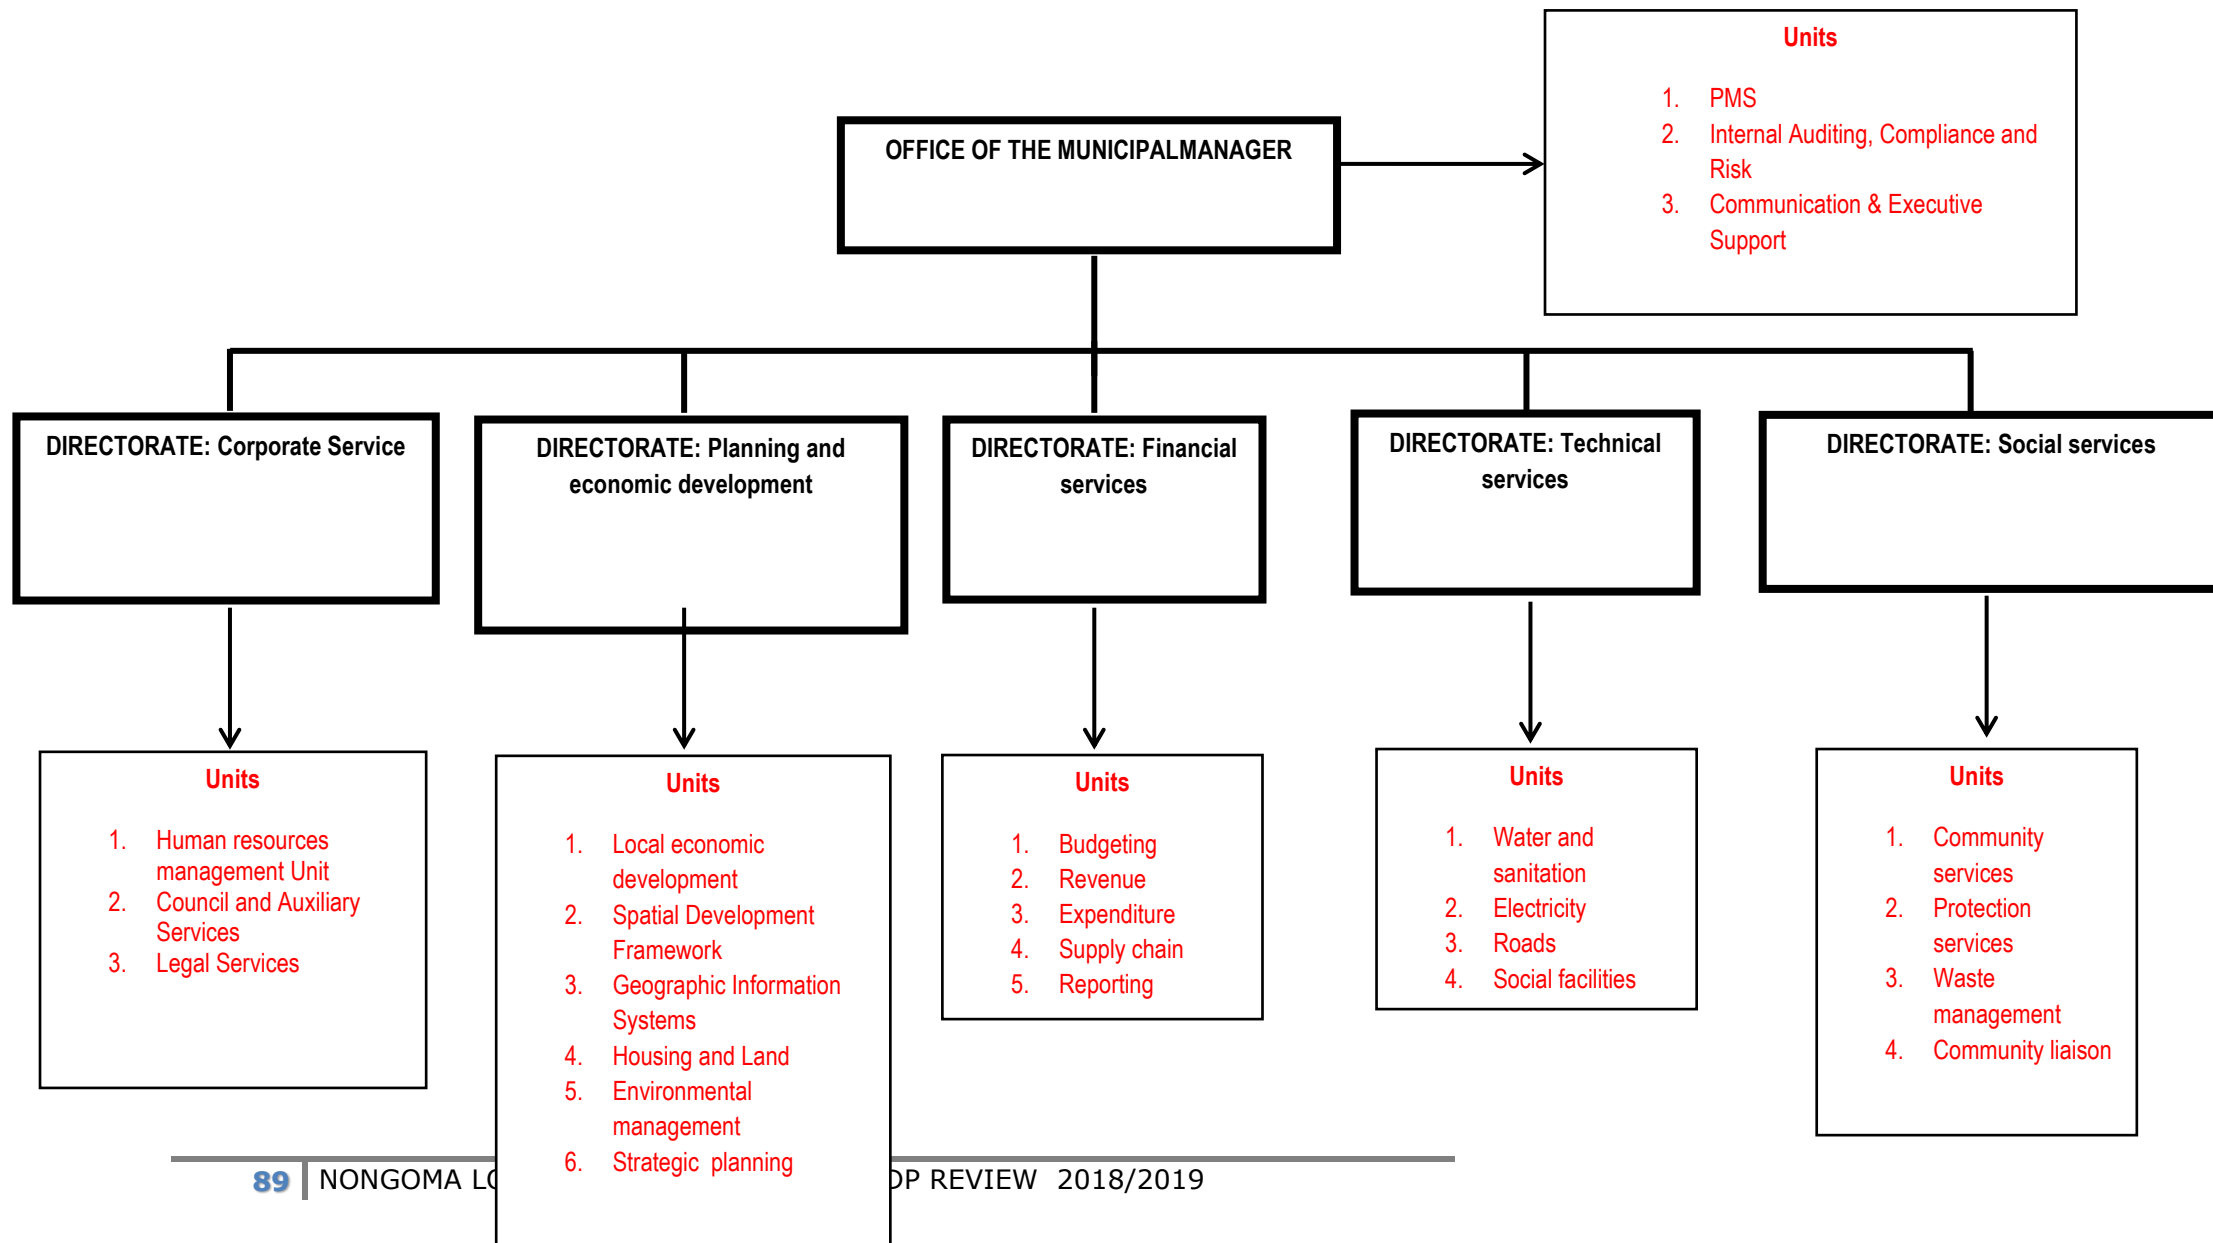 Units
1. PMS
2. Internal Auditing, Compliance and
Risk
3. Communication & Executive
Support
OFFICE OF THE MUNICIPALMANAGER
DIRECTORATE: Corporate Service
DIRECTORATE: Planning and
economic development
DIRECTORATE: Financial
services
DIRECTORATE: Technical
services
DIRECTORATE: Social services
Units
1. Human resources
management Unit
2. Council and Auxiliary
Services
3. Legal Services
Units
1. Local economic
development
2. Spatial Development
Framework
3. Geographic Information
Systems
4. Housing and Land
5. Environmental
management
6. Strategic  planning
Units
1. Budgeting
2. Revenue
3. Expenditure
4. Supply chain
5. Reporting
Units
1. Water and
sanitation
2. Electricity
3. Roads
4. Social facilities
Units
1. Community
services
2. Protection
services
3. Waste
management
4. Community liaison
89 NONGOMA REVIEW 2018/2019